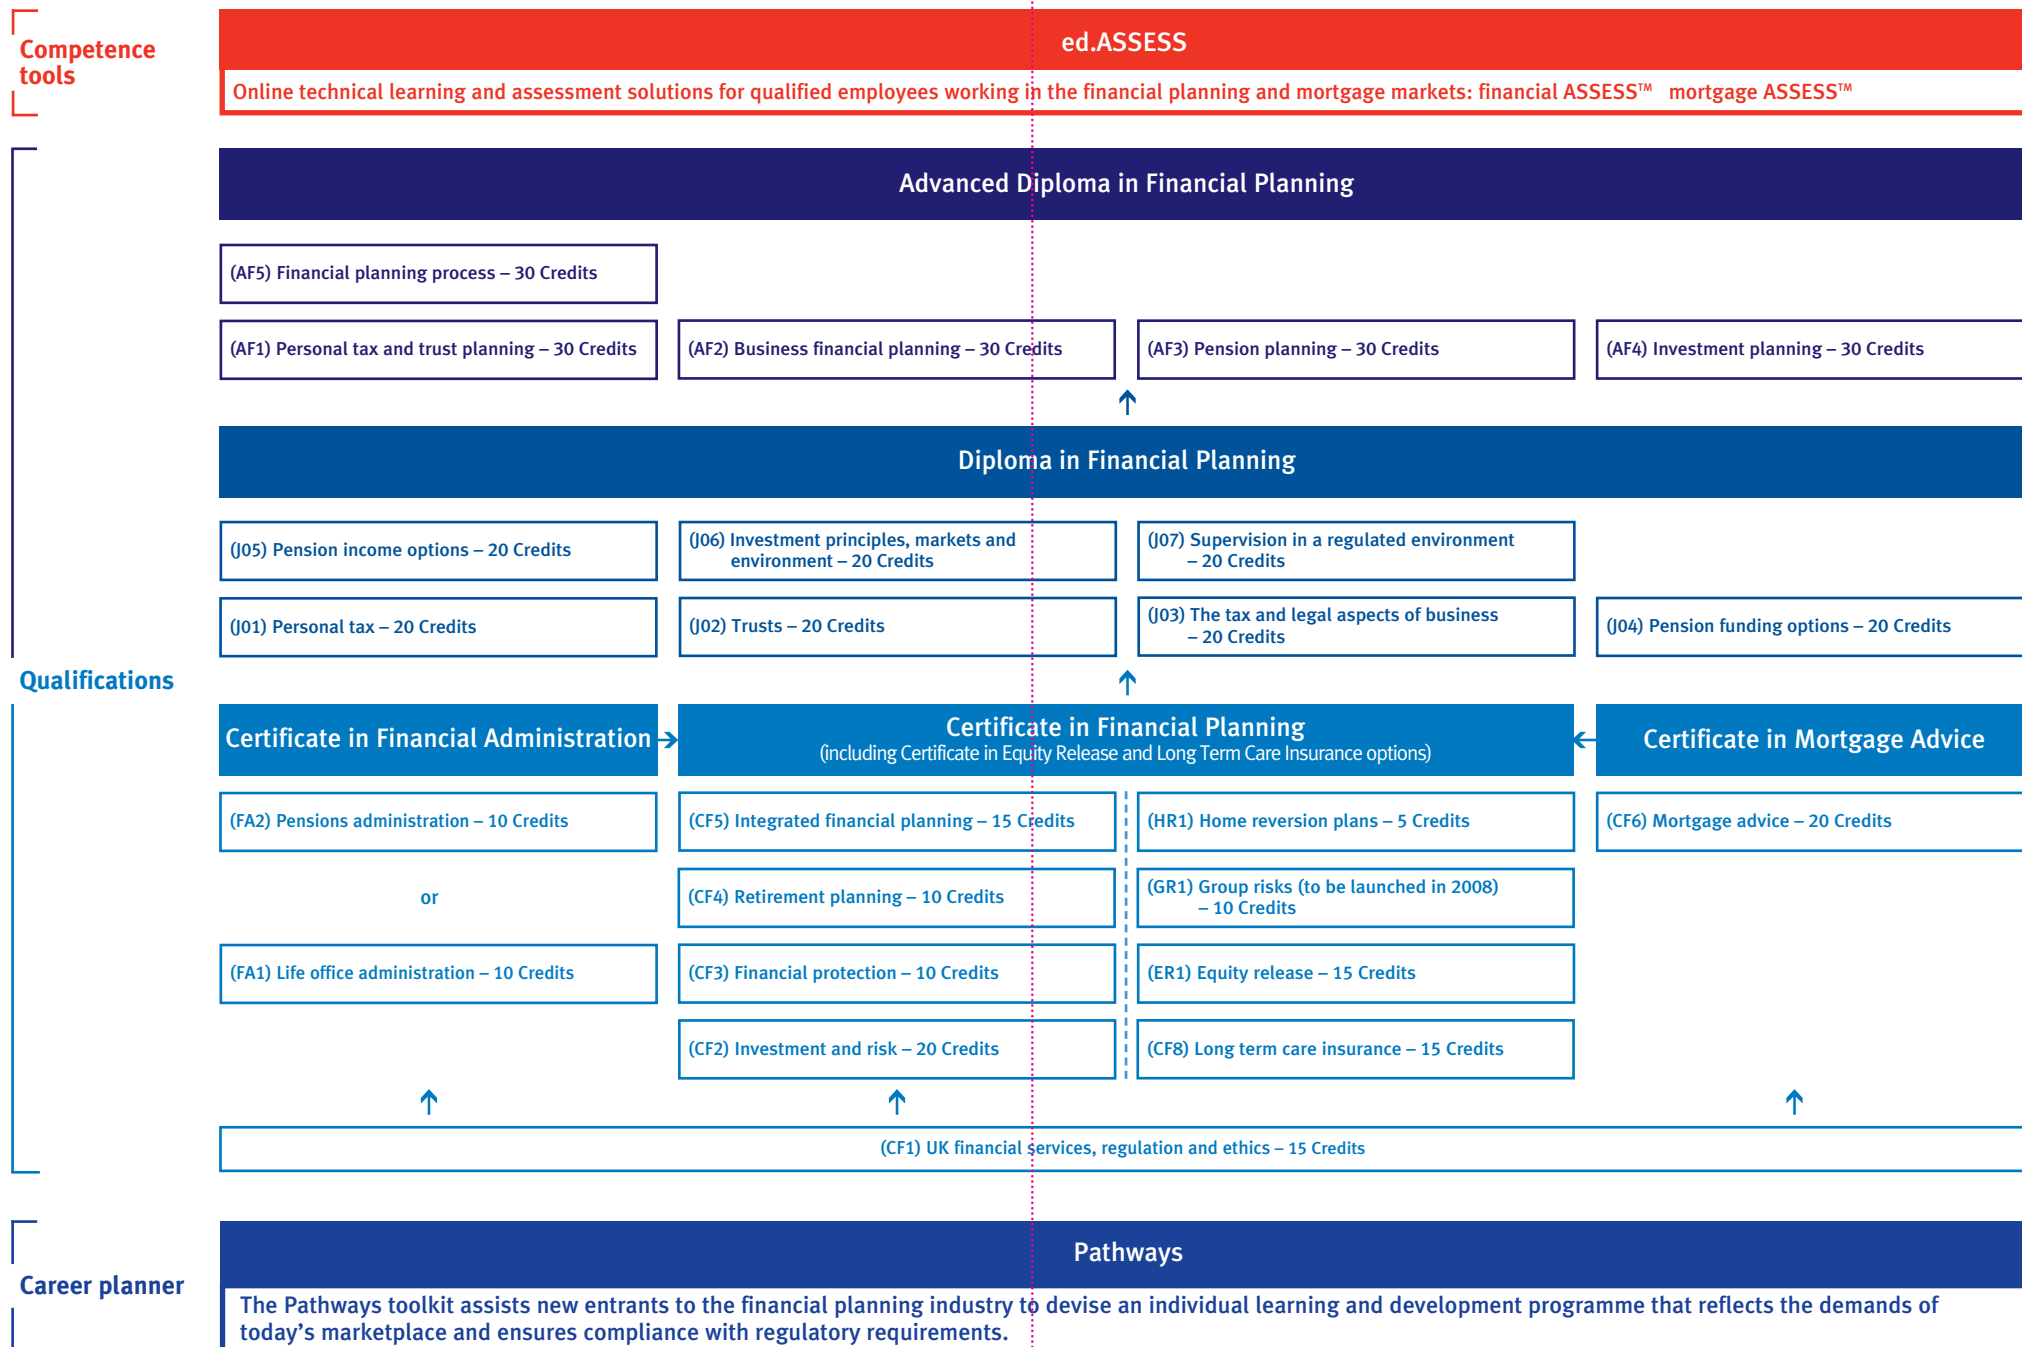 Competence
tools
ed.ASSESS
Online technical learning and assessment solutions for qualified employees working in the financial planning and mortgage markets: financial ASSESS™ mortgage ASSESS™
Qualifications
Advanced Diploma in Financial Planning
(AF5) Financial planning process – 30 Credits
(AF1) Personal tax and trust planning – 30 Credits
(AF2) Business financial planning – 30 Credits
(AF3) Pension planning – 30 Credits
(AF4) Investment planning – 30 Credits
Diploma in Financial Planning
(J05) Pension income options – 20 Credits
(J06) Investment principles, markets and
environment – 20 Credits
(J07) Supervision in a regulated environment
– 20 Credits
(J01) Personal tax – 20 Credits
(J02) Trusts – 20 Credits
(J03) The tax and legal aspects of business
– 20 Credits
(J04) Pension funding options – 20 Credits
Certificate in Financial Administration
Certificate in Financial Planning
(including Certificate in Equity Release and Long Term Care Insurance options)
Certificate in Mortgage Advice
(FA2) Pensions administration – 10 Credits
or
(FA1) Life office administration – 10 Credits
(CF5) Integrated financial planning – 15 Credits
(CF4) Retirement planning – 10 Credits
(CF3) Financial protection – 10 Credits
(CF2) Investment and risk – 20 Credits
(HR1) Home reversion plans – 5 Credits
(GR1) Group risks (to be launched in 2008)
– 10 Credits
(ER1) Equity release – 15 Credits
(CF8) Long term care insurance – 15 Credits
(CF6) Mortgage advice – 20 Credits
(CF1) UK financial services, regulation and ethics – 15 Credits
Career planner
Pathways
The Pathways toolkit assists new entrants to the financial planning industry to devise an individual learning and development programme that reflects the demands of
today’s marketplace and ensures compliance with regulatory requirements.